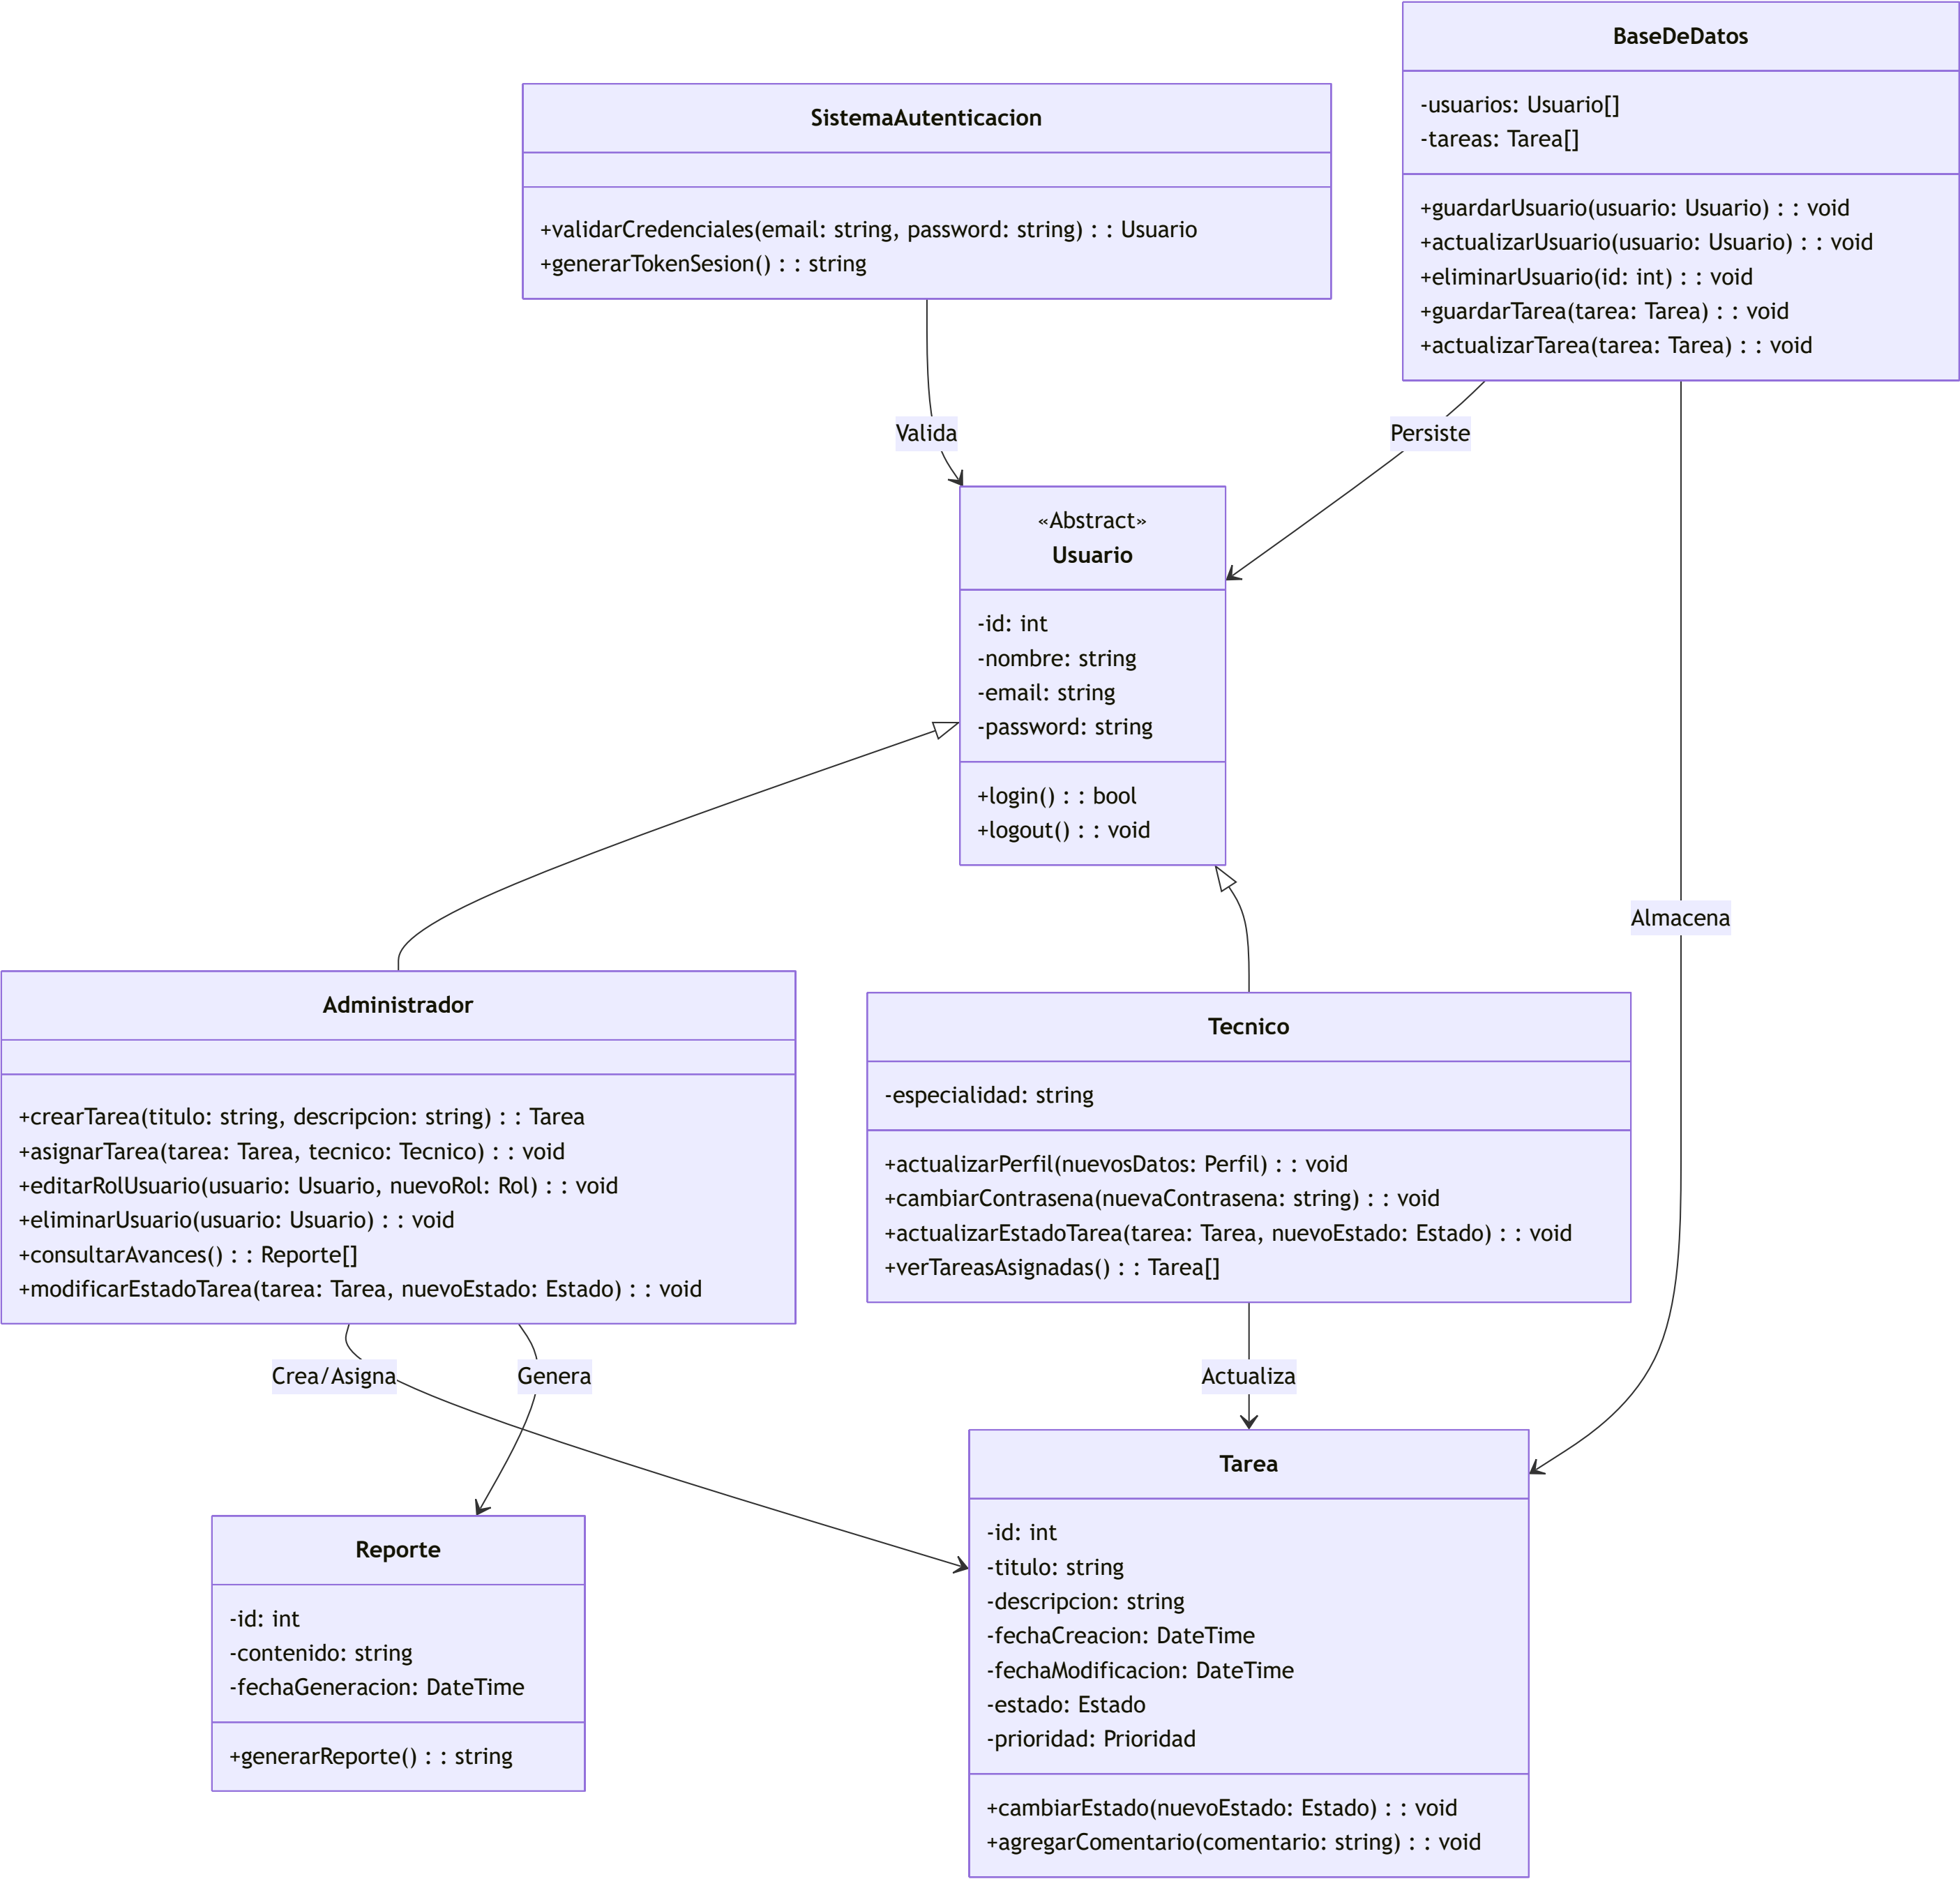 BaseDeDatos
-usuarios: Usuario[]
-tareas: Tarea[]
+guardarUsuario(usuario: Usuario) : : void
+actualizarUsuario(usuario: Usuario) : : void
+eliminarUsuario(id: int) : : void
+guardarTarea(tarea: Tarea) : : void
+actualizarTarea(tarea: Tarea) : : void
SistemaAutenticacion
+validarCredenciales(email: string, password: string) : : Usuario
+generarTokenSesion() : : string
Valida
Persiste
«Abstract»
Usuario
-id: int
-nombre: string
-email: string
-password: string
+login() : : bool
+logout() : : void
Almacena
Administrador
+crearTarea(titulo: string, descripcion: string) : : Tarea
+asignarTarea(tarea: Tarea, tecnico: Tecnico) : : void
+editarRolUsuario(usuario: Usuario, nuevoRol: Rol) : : void
+eliminarUsuario(usuario: Usuario) : : void
+consultarAvances() : : Reporte[]
+modificarEstadoTarea(tarea: Tarea, nuevoEstado: Estado) : : void
Tecnico
-especialidad: string
+actualizarPerfil(nuevosDatos: Perfil) : : void
+cambiarContrasena(nuevaContrasena: string) : : void
+actualizarEstadoTarea(tarea: Tarea, nuevoEstado: Estado) : : void
+verTareasAsignadas() : : Tarea[]
Crea/Asigna
Genera
Actualiza
Reporte
-id: int
-contenido: string
-fechaGeneracion: DateTime
+generarReporte() : : string
Tarea
-id: int
-titulo: string
-descripcion: string
-fechaCreacion: DateTime
-fechaModificacion: DateTime
-estado: Estado
-prioridad: Prioridad
+cambiarEstado(nuevoEstado: Estado) : : void
+agregarComentario(comentario: string) : : void